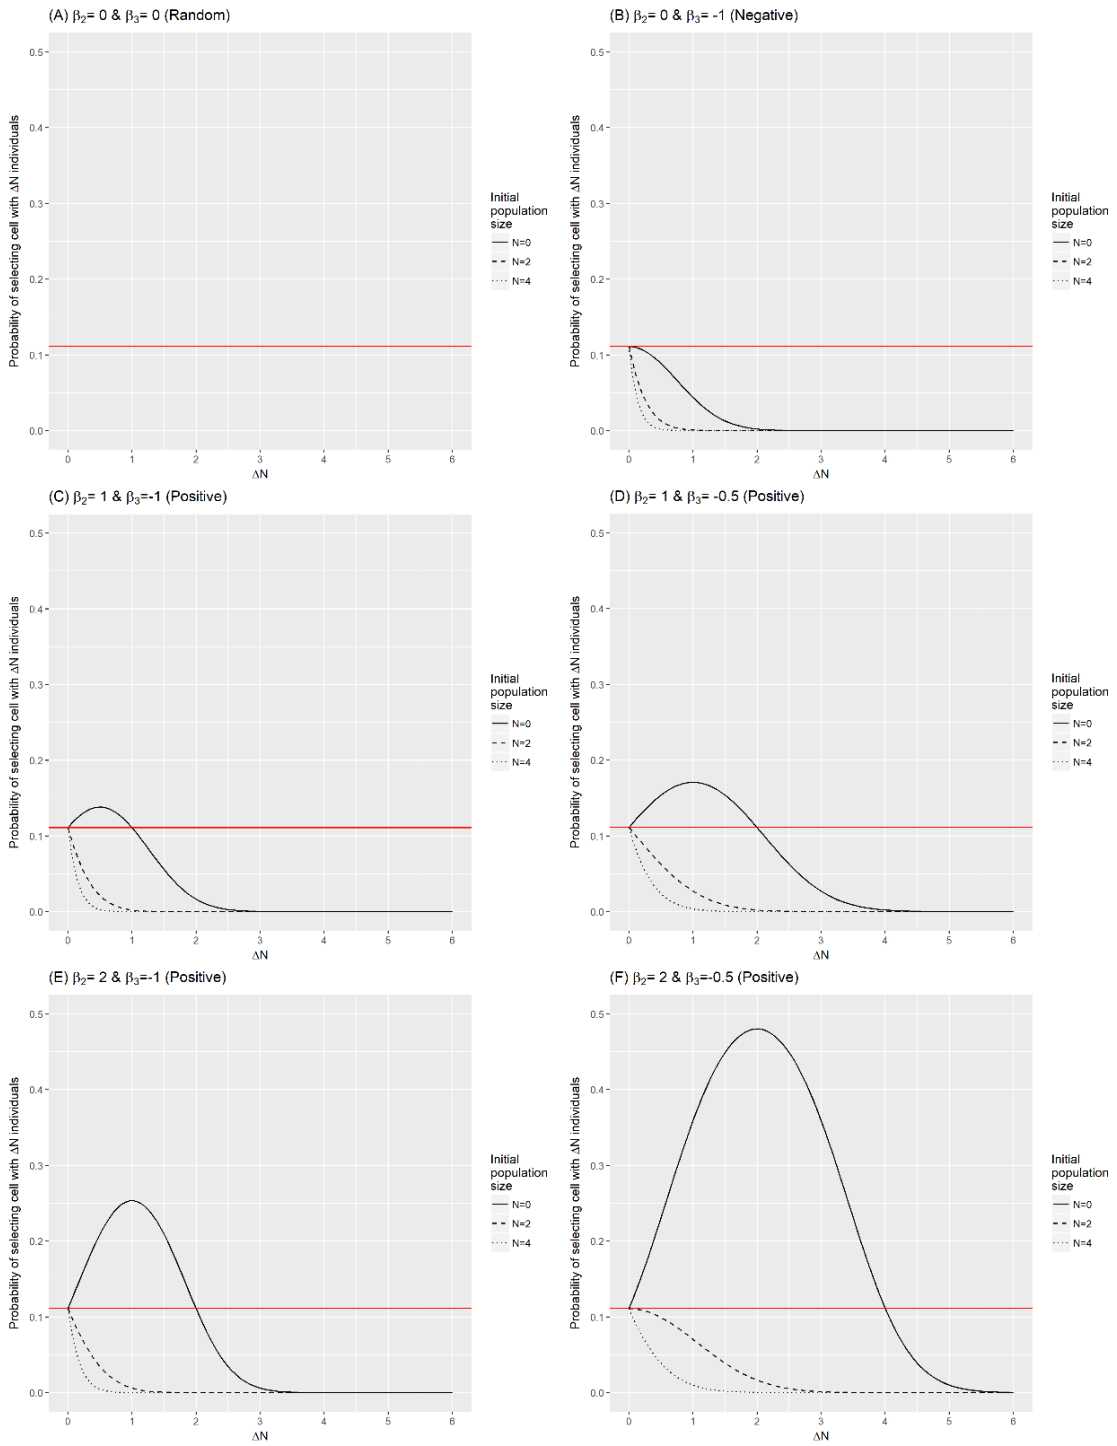 (A) β2= 0 & β3= 0 (Random)
Probability of selecting cell with ΔN individuals
0.5
0.4
0.3
0.2
0.1
0.0
0 1 2 3 4 5 6
ΔN
Initial
population
size
N=0
N=2
N=4
(B) β2= 0 & β3= -1 (Negative)
Probability of selecting cell with ΔN individuals
0.5
0.4
0.3
0.2
0.1
0.0
0 1 2 3 4 5 6
ΔN
Initial
population
size
N=0
N=2
N=4
(C) β2= 1 & β3=-1 (Positive)
Probability of selecting cell with ΔN individuals
0.5
0.4
0.3
0.2
0.1
0.0
0 1 2 3 4 5 6
ΔN
Initial
population
size
N=0
N=2
N=4
(D) β2= 1 & β3= -0.5 (Positive)
Probability of selecting cell with ΔN individuals
0.5
0.4
0.3
0.2
0.1
0.0
0 1 2 3 4 5 6
ΔN
Initial
population
size
N=0
N=2
N=4
(E) β2= 2 & β3=-1 (Positive)
Probability of selecting cell with ΔN individuals
0.5
0.4
0.3
0.2
0.1
0.0
0 1 2 3 4 5 6
ΔN
Initial
population
size
N=0
N=2
N=4
(F) β2= 2 & β3=-0.5 (Positive)
Probability of selecting cell with ΔN individuals
0.5
0.4
0.3
0.2
0.1
0.0
0 1 2 3 4 5 6
ΔN
Initial
population
size
N=0
N=2
N=4